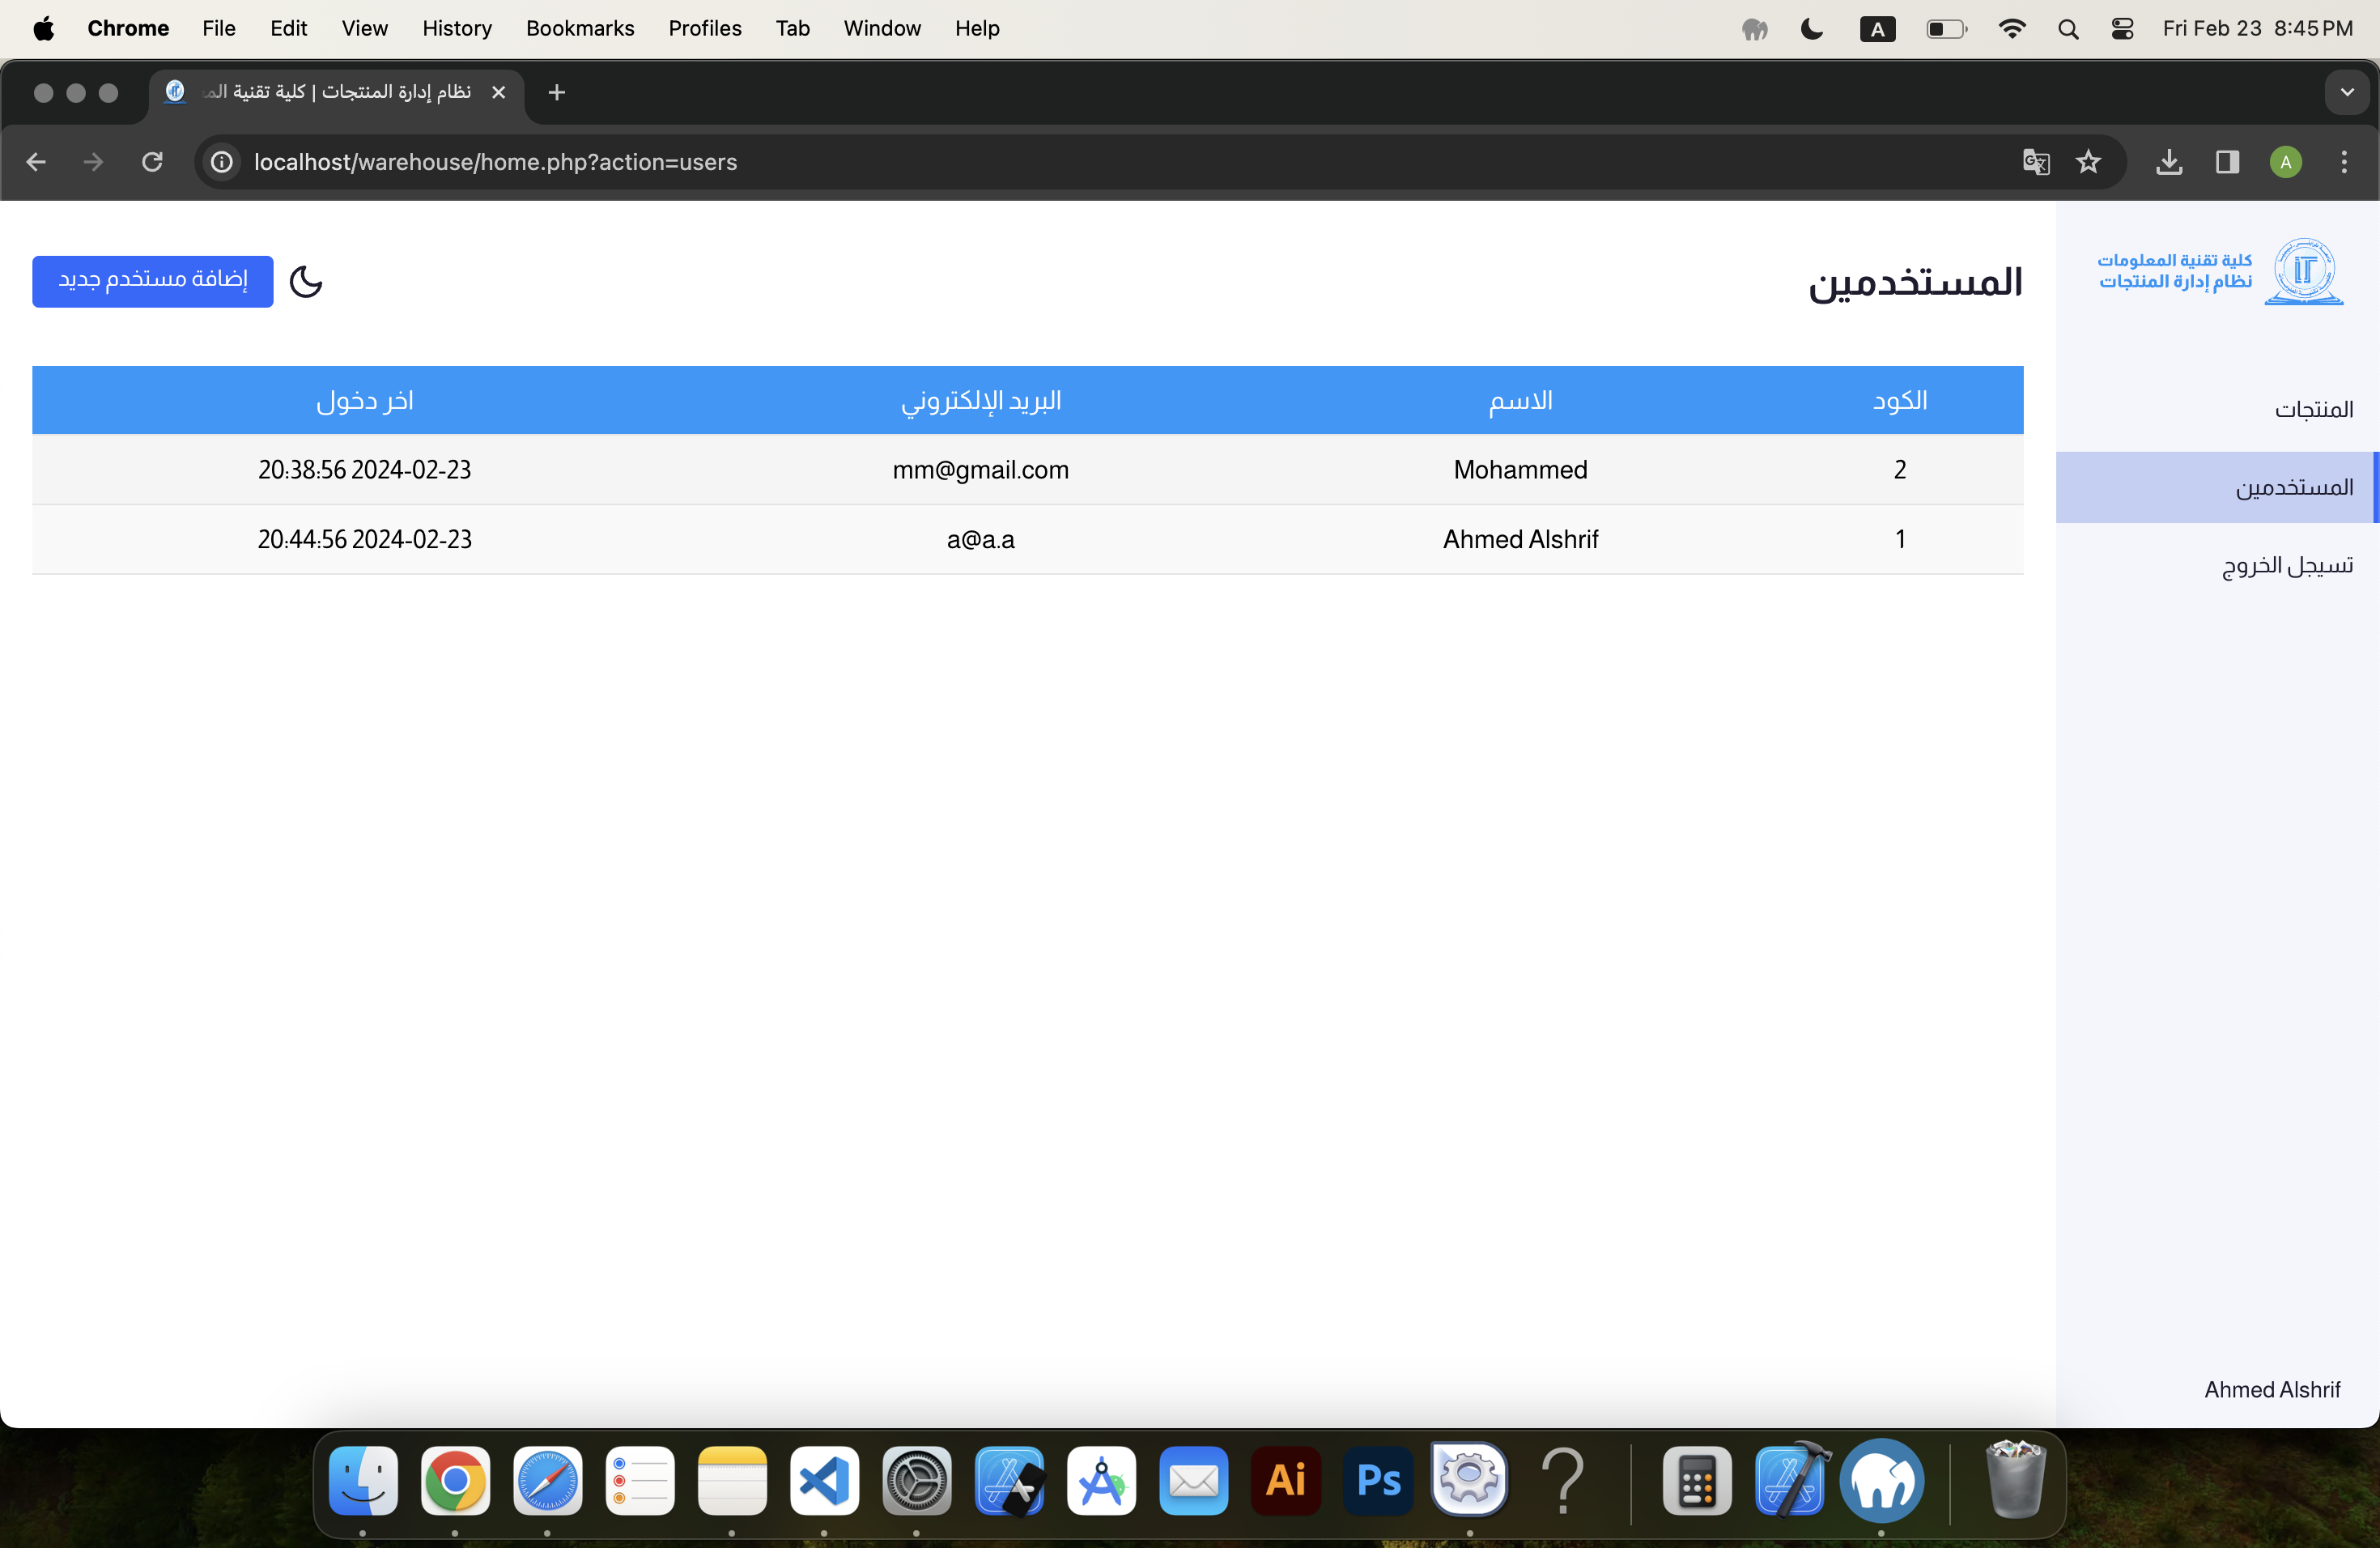 Chrome File Edit View History Bookmarks Profiles Tab Window Help A Fri Feb 23 8:45 PM
نظام إدارة المنتجات | كلية تقنية
localhost/warehouse/home.php?action=users A
كلية تقنية المعلومات
نظام إدارة المنتجات
IT
المستخدمين
إضافة مستخدم جديد
المنتجات
المستخدمين
تسيجل الخروج
الكود الاسم البريد الإلكتروني اخر دخول
2 Mohammed mm@gmail.com 20:38:56 2024-02-23
1 Ahmed Alshrif a@a.a 20:44:56 2024-02-23
Ahmed Alshrif
Ai Ps